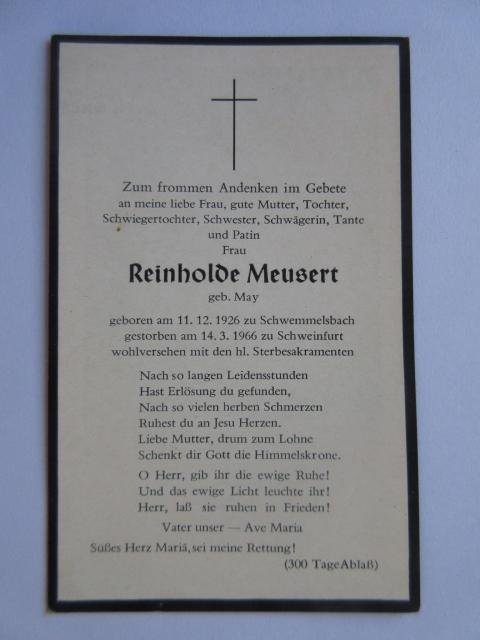 Zum frommen Andenken im Gebete
an meine liebe Frau, gute Mutter, Tochter,
Schwiegertochter, Schwester, Schwägerin, Tante
und Patin
Frau
Reinholde Meusert
geb. May
geboren am 11. 12. 1926 zu Schwemmelsbach
gestorben am 14. 3. 1966 zu Schweinfurt
wohlversehen mit den hl. Sterbesakramenten
Nach so langen Leidensstunden
Hast Erlösung du gefunden,
Nach so vielen herben Schmerzen
Ruhest du an Jesu Herzen.
Liebe Mutter, drum zum Lohne
Schenkt dir Gott die Himmelskrone.
O Herr, gib ihr die ewige Ruhe!
Und das ewige Licht leuchte ihr!
Herr, laß sie ruhen in Frieden!
Vater unser — Ave Maria
Süßes Herz Mariä, sei meine Rettung!
(300 Tage Ablaß)